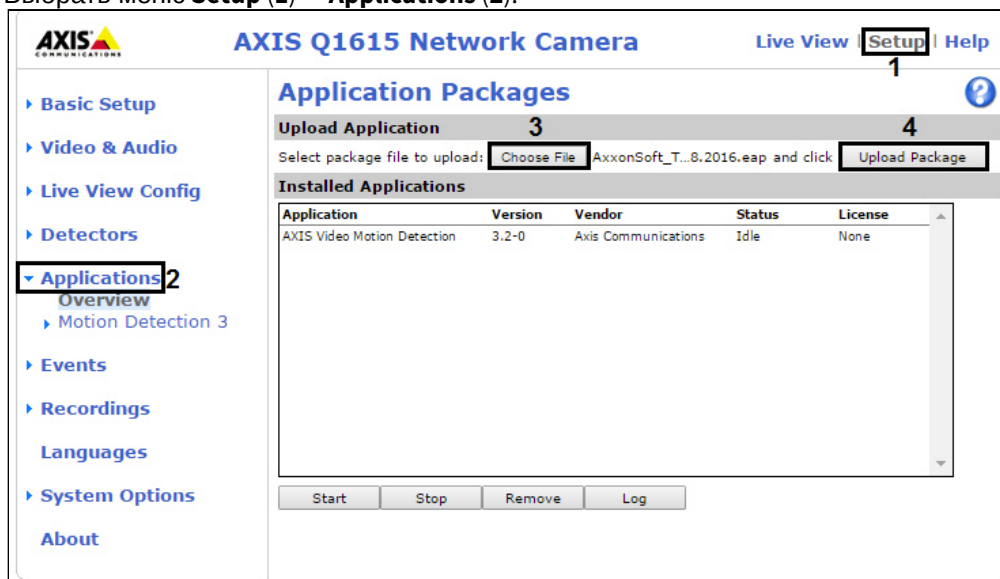 Выбрать меню Setup (1) – Applications (2).
AXIS
COMMUNICATIONS
AXIS Q1615 Network Camera
Live View | Setup | Help
1
Basic Setup
Video & Audio
Live View Config
Detectors
Applications 2
Overview
Motion Detection 3
Events
Recordings
Languages
System Options
About
Application Packages
?
Upload Application
3
4
Select package file to upload: Choose File AxxonSoft_T...8.2016.eap and click Upload Package
Installed Applications
Application Version Vendor Status License
AXIS Video Motion Detection 3.2-0 Axis Communications Idle None
Start Stop Remove Log